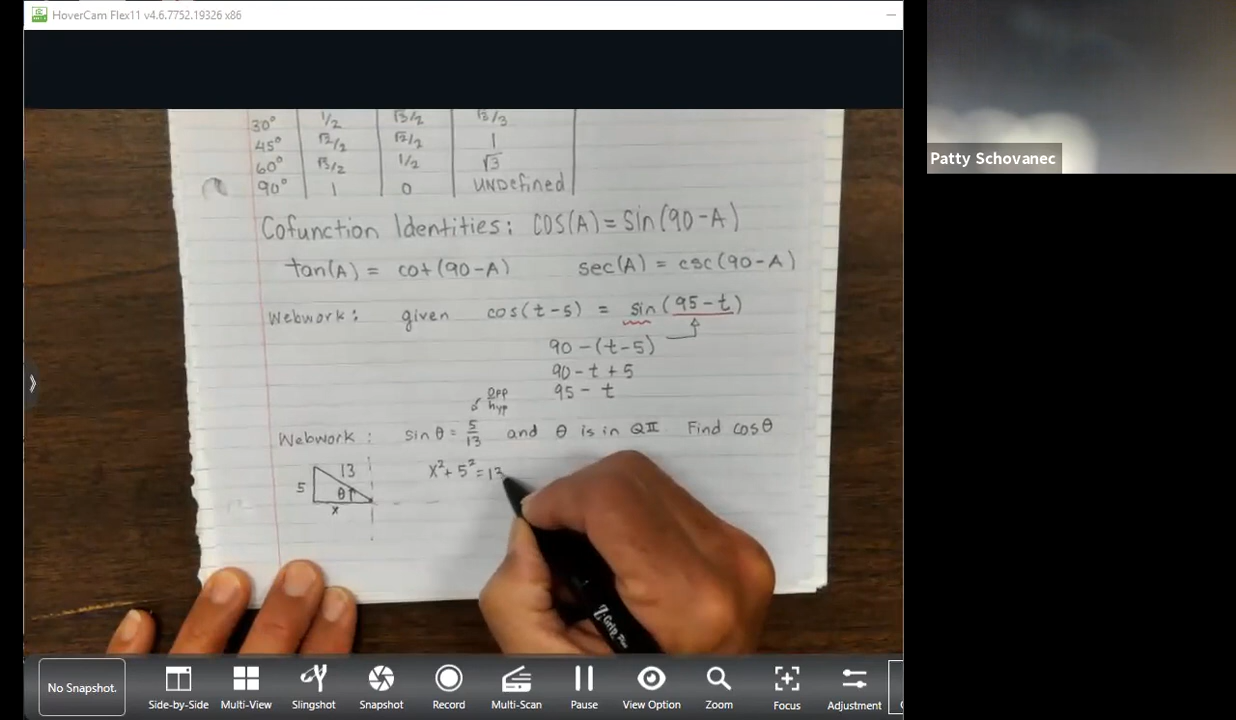 HoverCam Flex11 v4.6.7752.19326 x86
Patty Schovanec
30° 1/2 √3/2 √3/3
45° √2/2 √2/2 1
60° √3/2 1/2 √3
90° 1 0 UNDefined
Cofunction Identities: COS(A) = Sin(90-A)
tan(A) = cot(90-A) sec(A) = csc(90-A)
Webwork: given cos(t-5) = sin(95-t)
90-(t-5)
90-t+5
95-t
opp
hyp
Webwork: sinθ = 5/13 and θ is in QII Find cosθ
13
5 θ
x
x²+5²=13
No Snapshot.
Side-by-Side Multi-View Slingshot Snapshot Record Multi-Scan Pause View Option Zoom Focus Adjustment